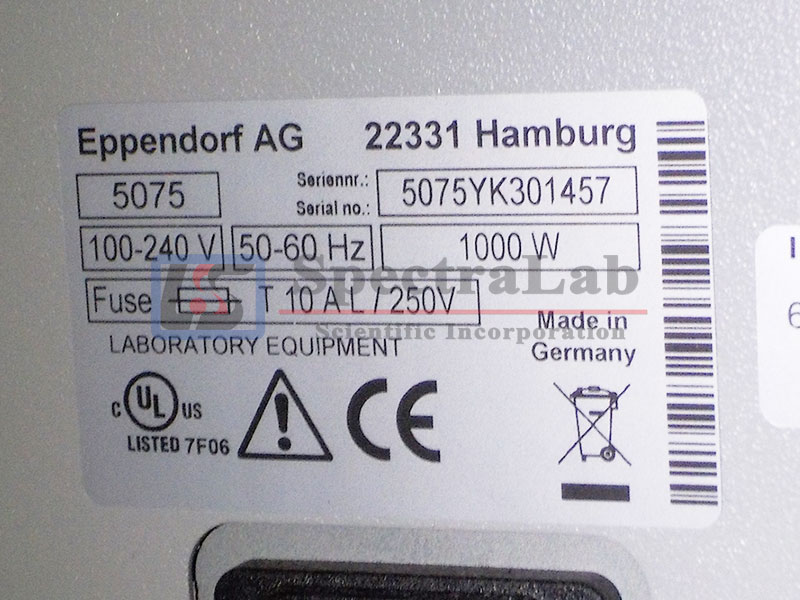 Eppendorf AG 22331 Hamburg
5075 Seriennr.: 5075YK301457
Serial no.:
100-240 V 50-60 Hz 1000 W
Fuse T 10 A L / 250V
SpectraLab
Scientific Incorporation
Made in
Germany
LABORATORY EQUIPMENT
C UL US
LISTED 7F06
CE